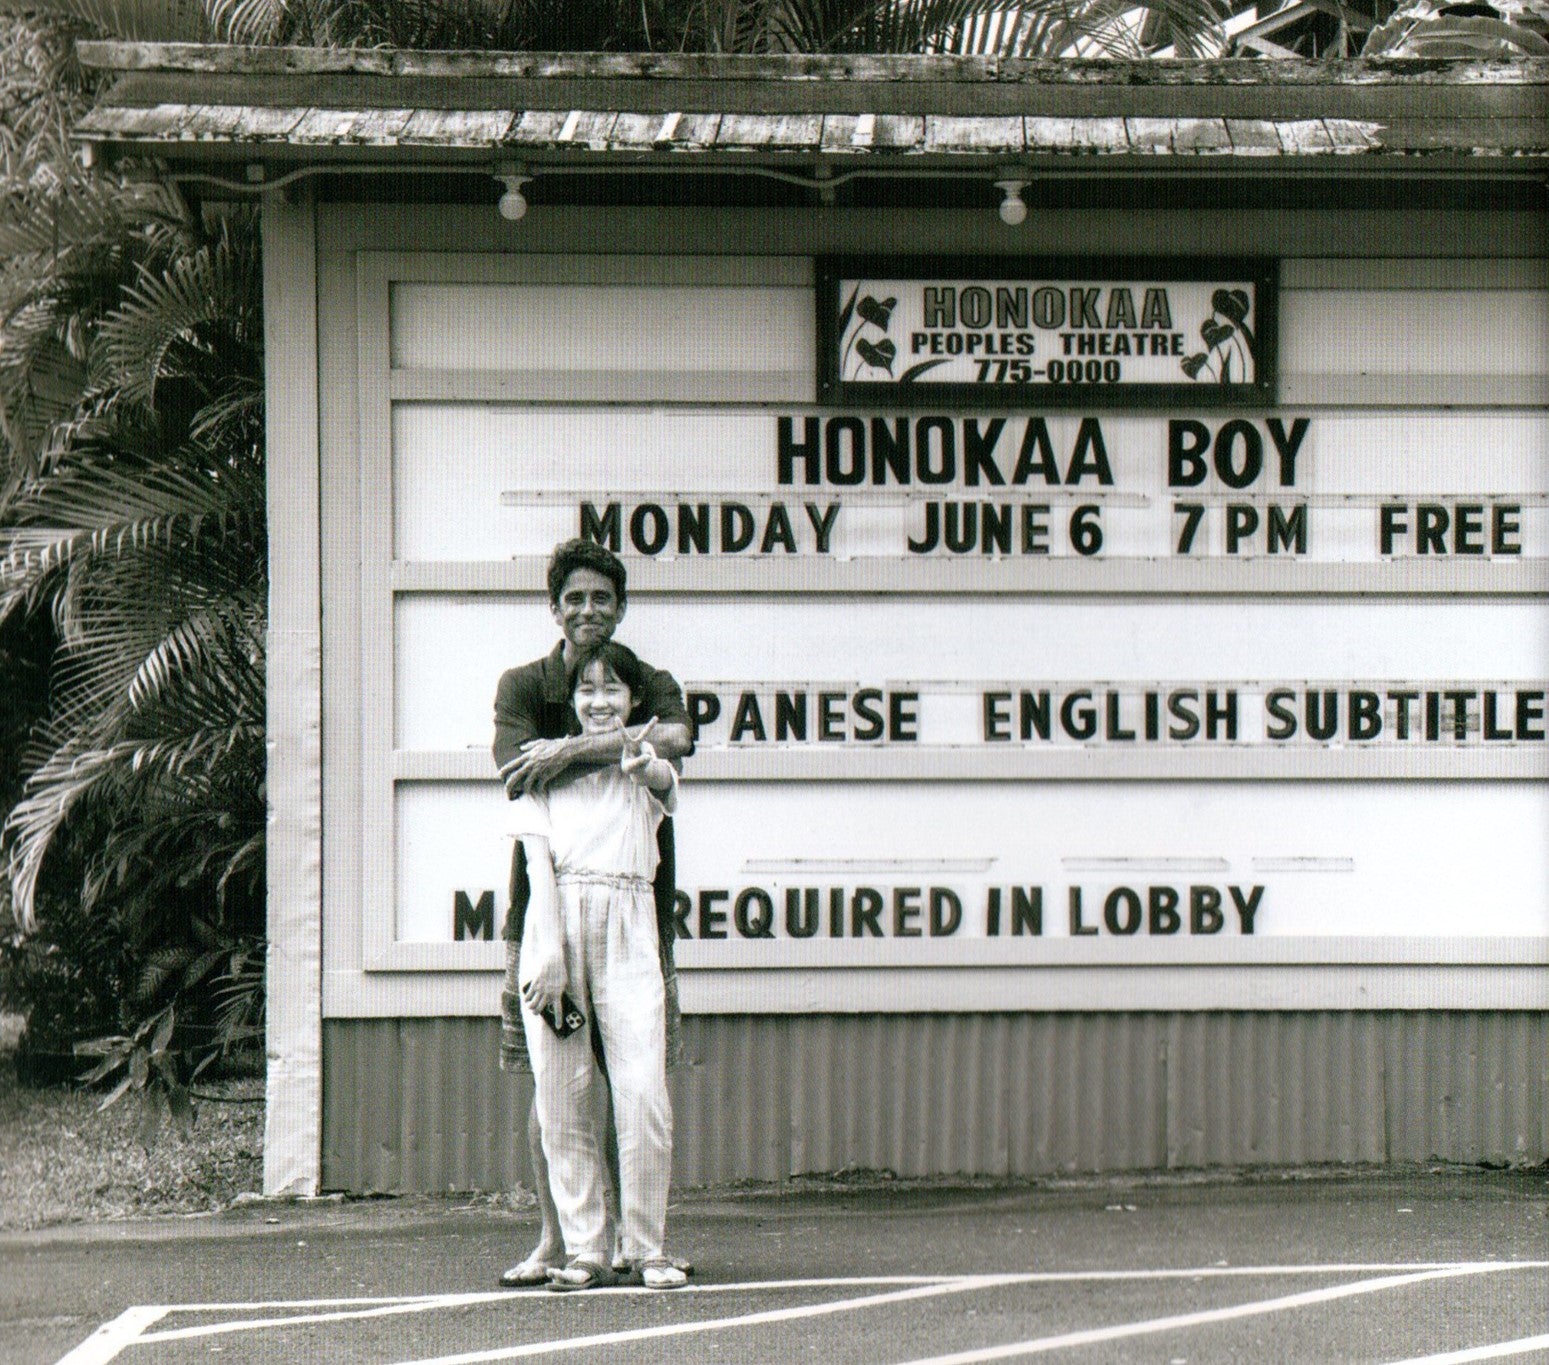 HONOKAA
PEOPLES THEATRE
775-0000
HONOKAA BOY
MONDAY JUNE 6 7 PM FREE
PANESE ENGLISH SUBTITLE
M REQUIRED IN LOBBY